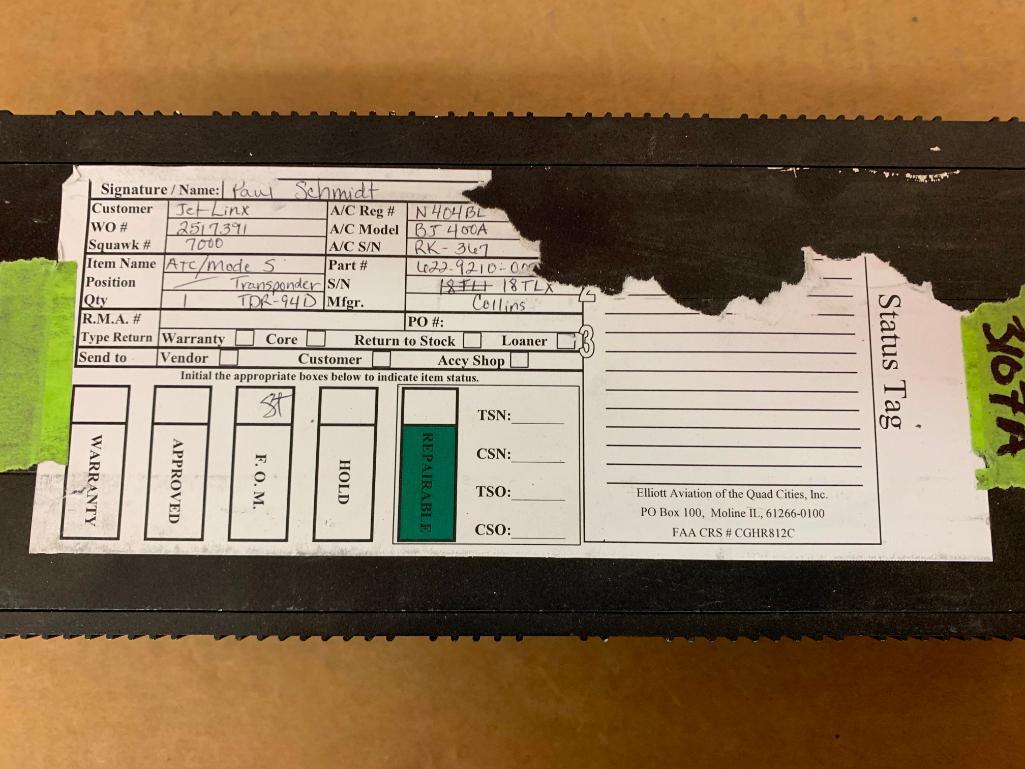 Signature / Name: Paul Schmidt
Customer Jet Linx A/C Reg # N404BL
WO # 2517391 A/C Model BJ 400A
Squawk # 7000 A/C S/N RK-367
Item Name ATC/Mode S Part # 622-9210-
Position Transponder S/N 18TLX
Qty 1 TDR-94D Mfgr. Collins
R.M.A. # PO #:
Type Return Warranty Core Return to Stock Loaner
Send to Vendor Customer Accy Shop
Initial the appropriate boxes below to indicate item status.
WARRANTY
APPROVED
F.O.M.
HOLD
REPAIRABLE
TSN:
CSN:
TSO:
CSO:
3
Elliott Aviation of the Quad Cities, Inc.
PO Box 100, Moline IL, 61266-0100
FAA CRS # CGHR812C
Status Tag
3167A